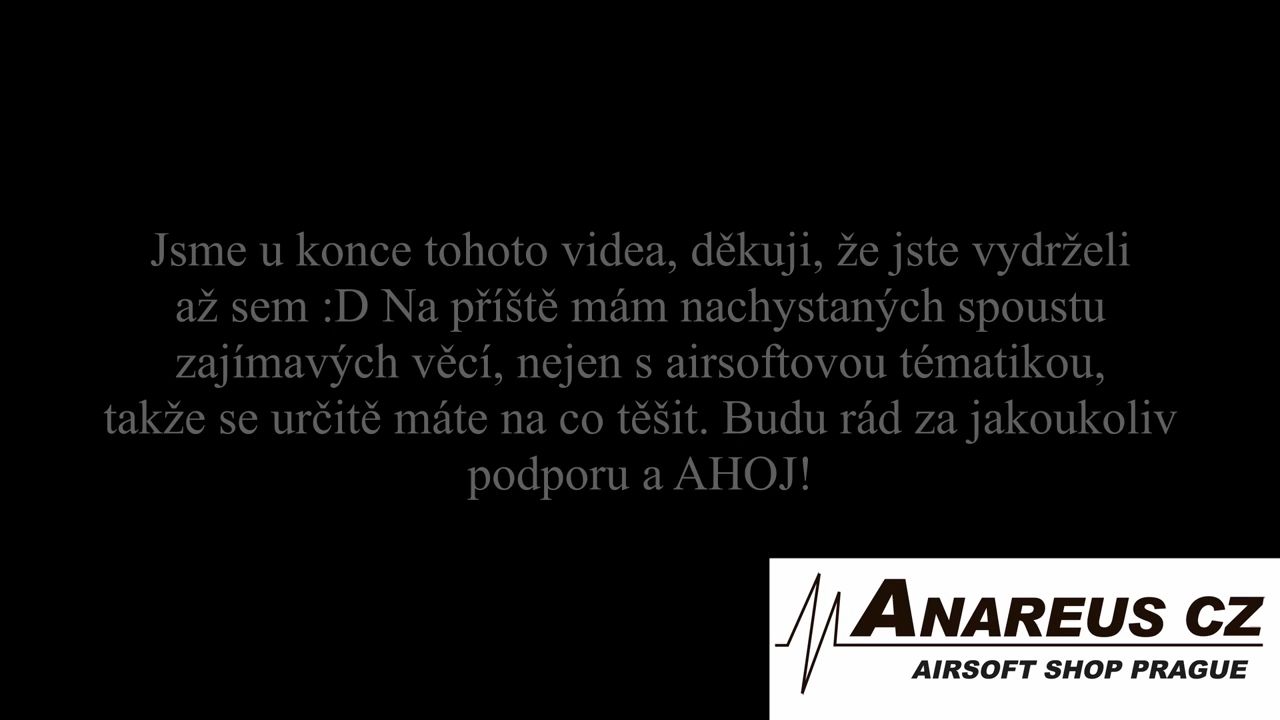 Jsme u konce tohoto videa, děkuji, že jste vydrželi
až sem :D Na příště mám nachystaných spoustu
zajímavých věcí, nejen s airsoftovou tématikou,
takže se určitě máte na co těšit. Budu rád za jakoukoliv
podporu a AHOJ!
ANAREUS CZ
AIRSOFT SHOP PRAGUE